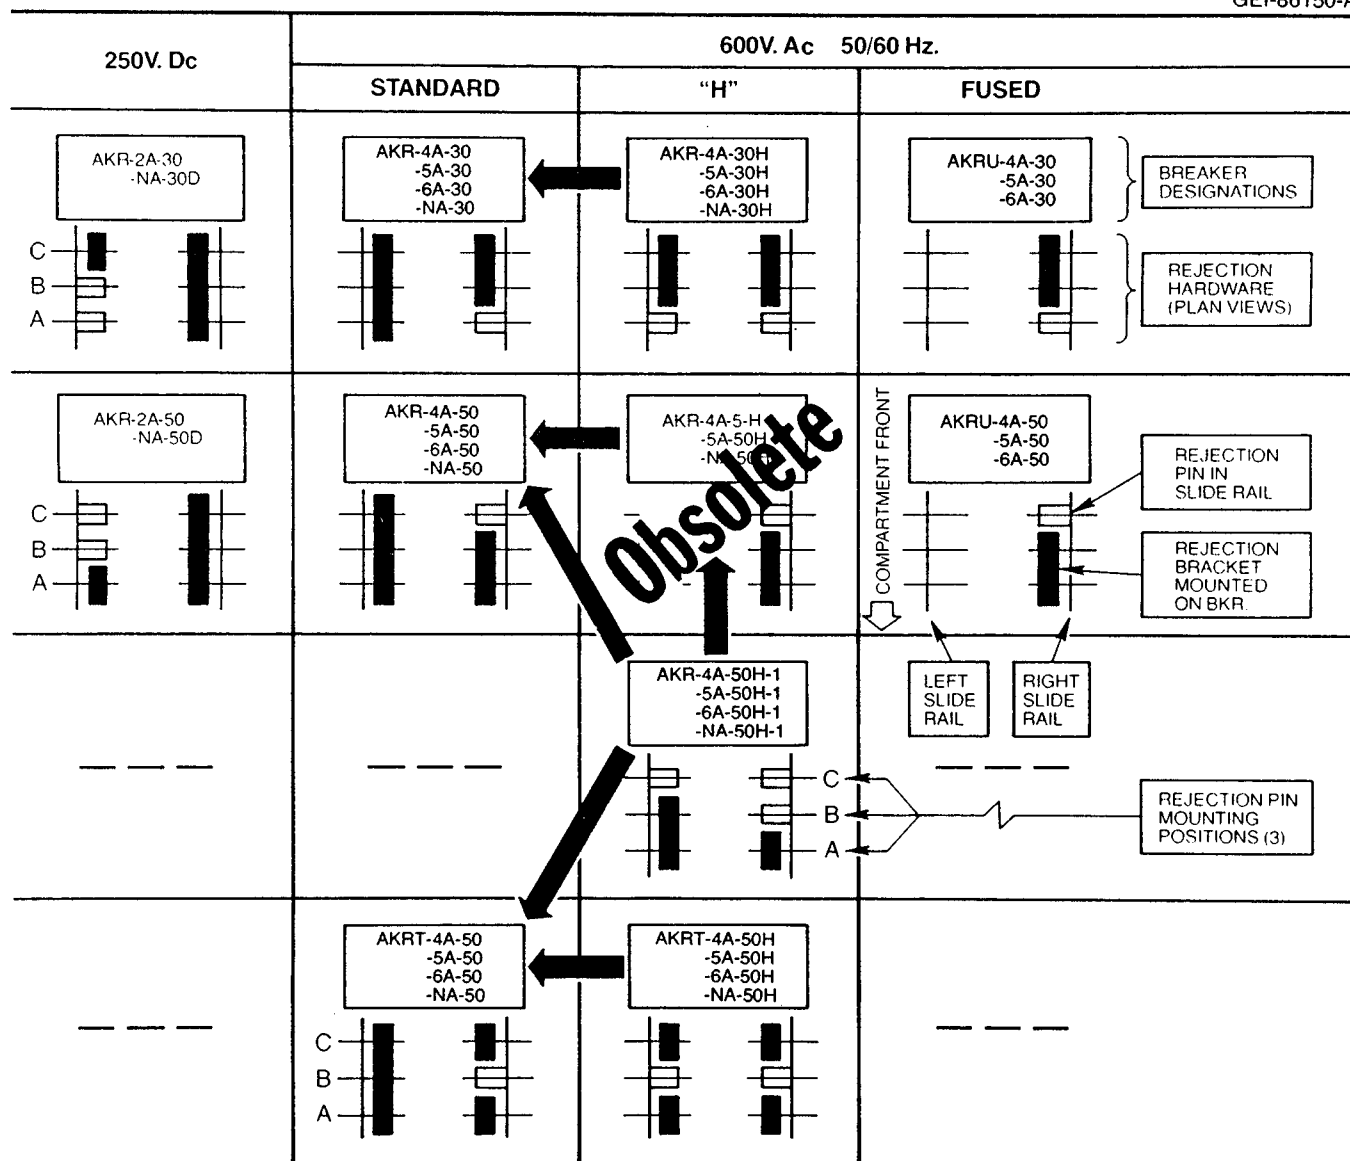 GEI-86150-A
250V. Dc
600V. Ac 50/60 Hz.
STANDARD
"H"
FUSED
AKR-2A-30
-NA-30D
AKR-4A-30
-5A-30
-6A-30
-NA-30
AKR-4A-30H
-5A-30H
-6A-30H
-NA-30H
AKRU-4A-30
-5A-30
-6A-30
BREAKER
DESIGNATIONS
C
B
A
REJECTION
HARDWARE
(PLAN VIEWS)
AKR-2A-50
-NA-50D
AKR-4A-50
-5A-50
-6A-50
-NA-50
AKR-4A-5-H
-5A-50H
Obsolete
COMPARTMENT FRONT
AKRU-4A-50
-5A-50
-6A-50
REJECTION
PIN IN
SLIDE RAIL
C
B
A
REJECTION
BRACKET
MOUNTED
ON BKR.
AKR-4A-50H-1
-5A-50H-1
-6A-50H-1
-NA-50H-1
LEFT
SLIDE
RAIL
RIGHT
SLIDE
RAIL
C
B
A
REJECTION PIN
MOUNTING
POSITIONS (3)
AKRT-4A-50
-5A-50
-6A-50
-NA-50
AKRT-4A-50H
-5A-50H
-6A-50H
-NA-50H
C
B
A